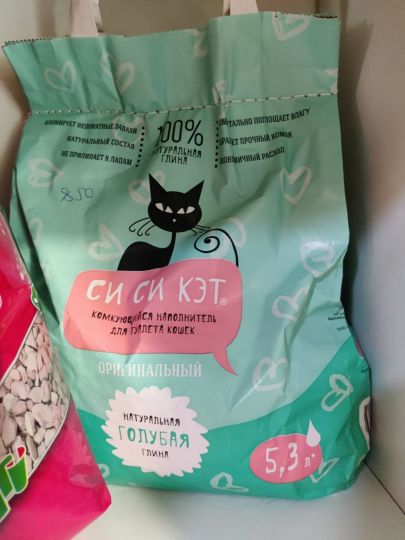 БЛОКИРУЕТ НЕПРИЯТНЫЕ ЗАПАХИ
НАТУРАЛЬНЫЙ СОСТАВ
НЕ ПРИЛИПАЕТ К ЛАПАМ
100%
НАТУРАЛЬНАЯ
ГЛИНА
ПОГЛОЩАЕТ ВЛАГУ
ПРОЧНЫЙ КОМОК
РАСХОД
850
СИ СИ КЭТ®
КОМКУЮЩИЙСЯ НАПОЛНИТЕЛЬ
ДЛЯ ТУАЛЕТА КОШЕК
ОРИГИНАЛЬНЫЙ
НАТУРАЛЬНАЯ
ГОЛУБАЯ
ГЛИНА
5,3 л